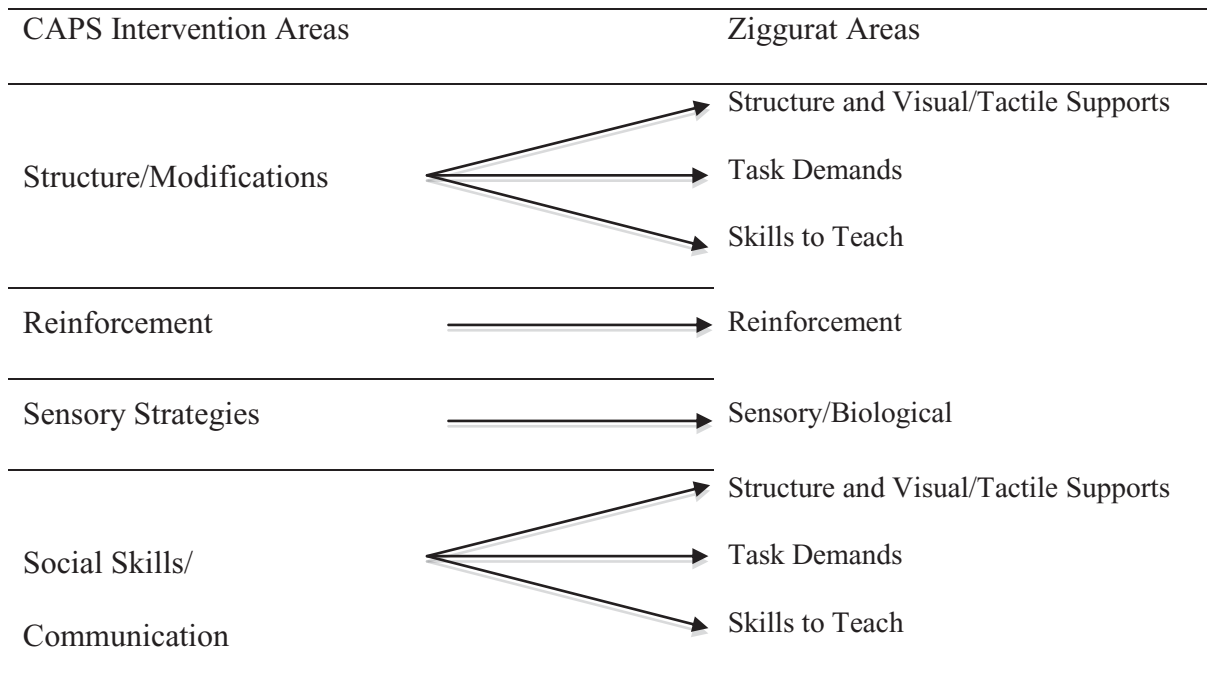 CAPS Intervention Areas Ziggurat Areas
Structure and Visual/Tactile Supports
Structure/Modifications Task Demands
Skills to Teach
Reinforcement Reinforcement
Sensory Strategies Sensory/Biological
Structure and Visual/Tactile Supports
Social Skills/ Task Demands
Communication Skills to Teach